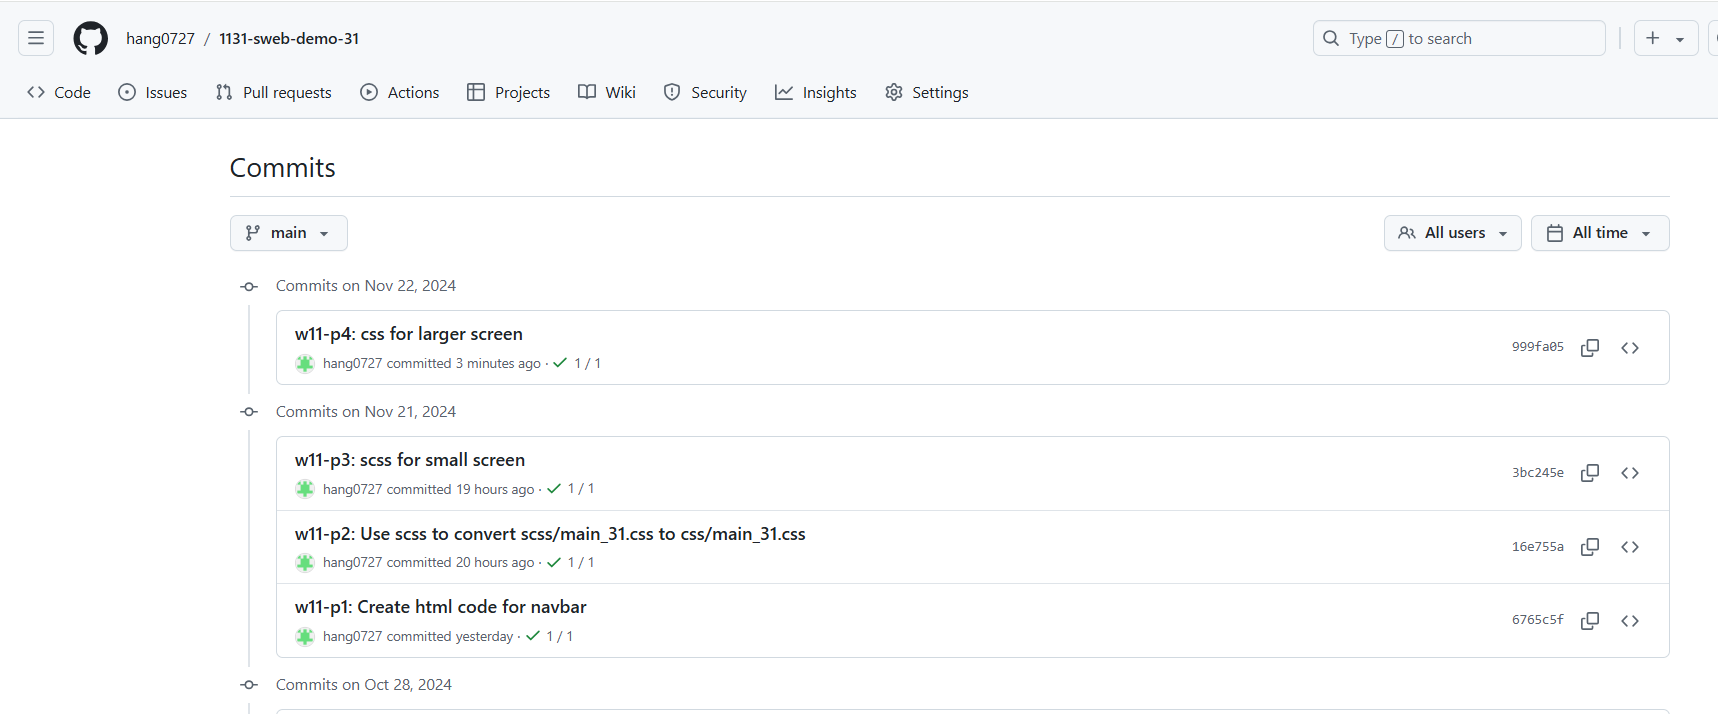 hang0727 / 1131-sweb-demo-31
Type / to search
Code Issues Pull requests Actions Projects Wiki Security Insights Settings
Commits
main All users All time
Commits on Nov 22, 2024
w11-p4: css for larger screen
hang0727 committed 3 minutes ago · 1 / 1
999fa05
Commits on Nov 21, 2024
w11-p3: scss for small screen
hang0727 committed 19 hours ago · 1 / 1
3bc245e
w11-p2: Use scss to convert scss/main_31.css to css/main_31.css
hang0727 committed 20 hours ago · 1 / 1
16e755a
w11-p1: Create html code for navbar
hang0727 committed yesterday · 1 / 1
6765c5f
Commits on Oct 28, 2024